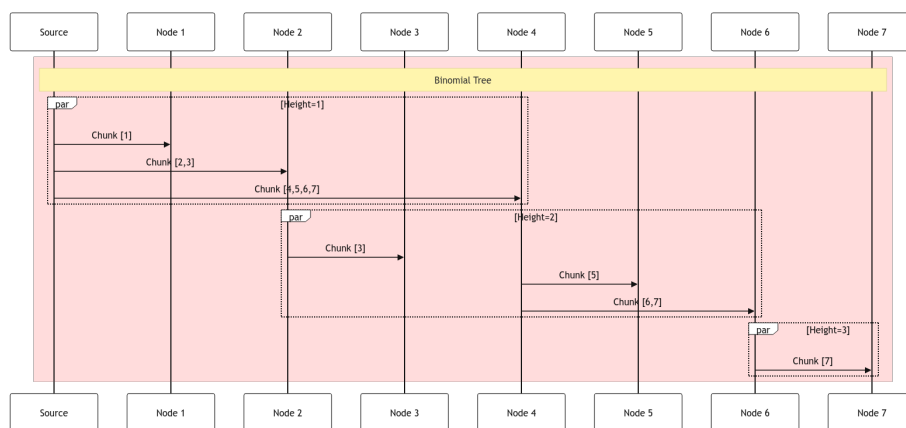 Source
Node 1
Node 2
Node 3
Node 4
Node 5
Node 6
Node 7
Binomial Tree
par
[Height=1]
Chunk [1]
Chunk [2,3]
Chunk [4,5,6,7]
par
[Height=2]
Chunk [3]
Chunk [5]
Chunk [6,7]
par
[Height=3]
Chunk [7]
Source
Node 1
Node 2
Node 3
Node 4
Node 5
Node 6
Node 7